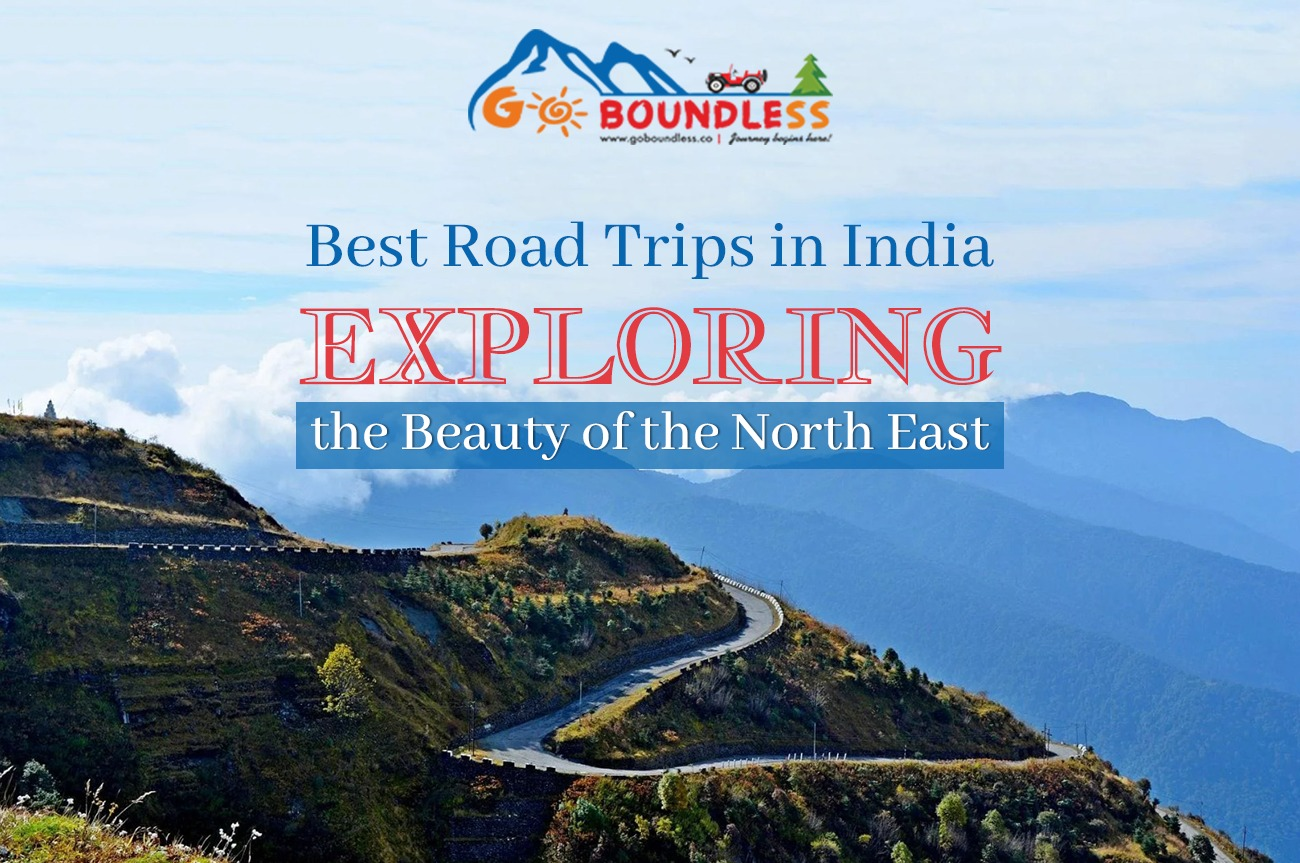 GO BOUNDLESS
www.goboundless.co | Journey begins here!
Best Road Trips in India
EXPLORING
the Beauty of the North East